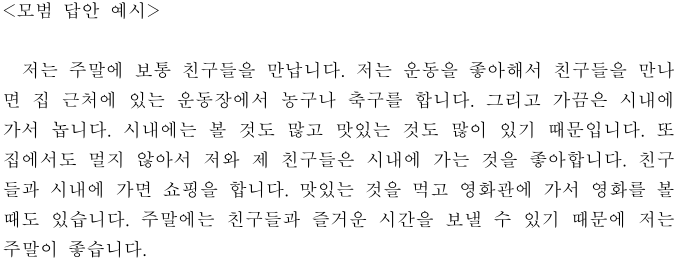 <모범 답안 예시>
저는 주말에 보통 친구들을 만납니다. 저는 운동을 좋아해서 친구들을 만나
면 집 근처에 있는 운동장에서 농구나 축구를 합니다. 그리고 가끔은 시내에
가서 놉니다. 시내에는 볼 것도 많고 맛있는 것도 많이 있기 때문입니다. 또
집에서도 멀지 않아서 저와 제 친구들은 시내에 가는 것을 좋아합니다. 친구
들과 시내에 가면 쇼핑을 합니다. 맛있는 것을 먹고 영화관에 가서 영화를 볼
때도 있습니다. 주말에는 친구들과 즐거운 시간을 보낼 수 있기 때문에 저는
주말이 좋습니다.